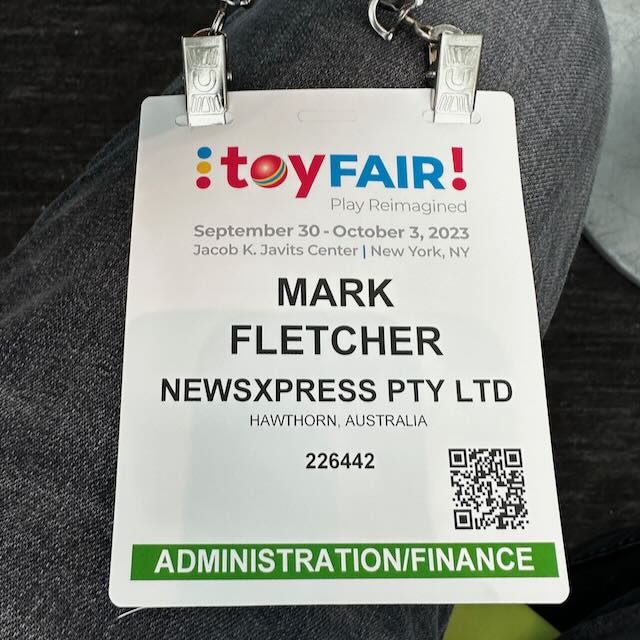 toyFAIR!
Play Reimagined
September 30 - October 3, 2023
Jacob K. Javits Center | New York, NY
MARK
FLETCHER
NEWSXPRESS PTY LTD
HAWTHORN, AUSTRALIA
226442
ADMINISTRATION/FINANCE